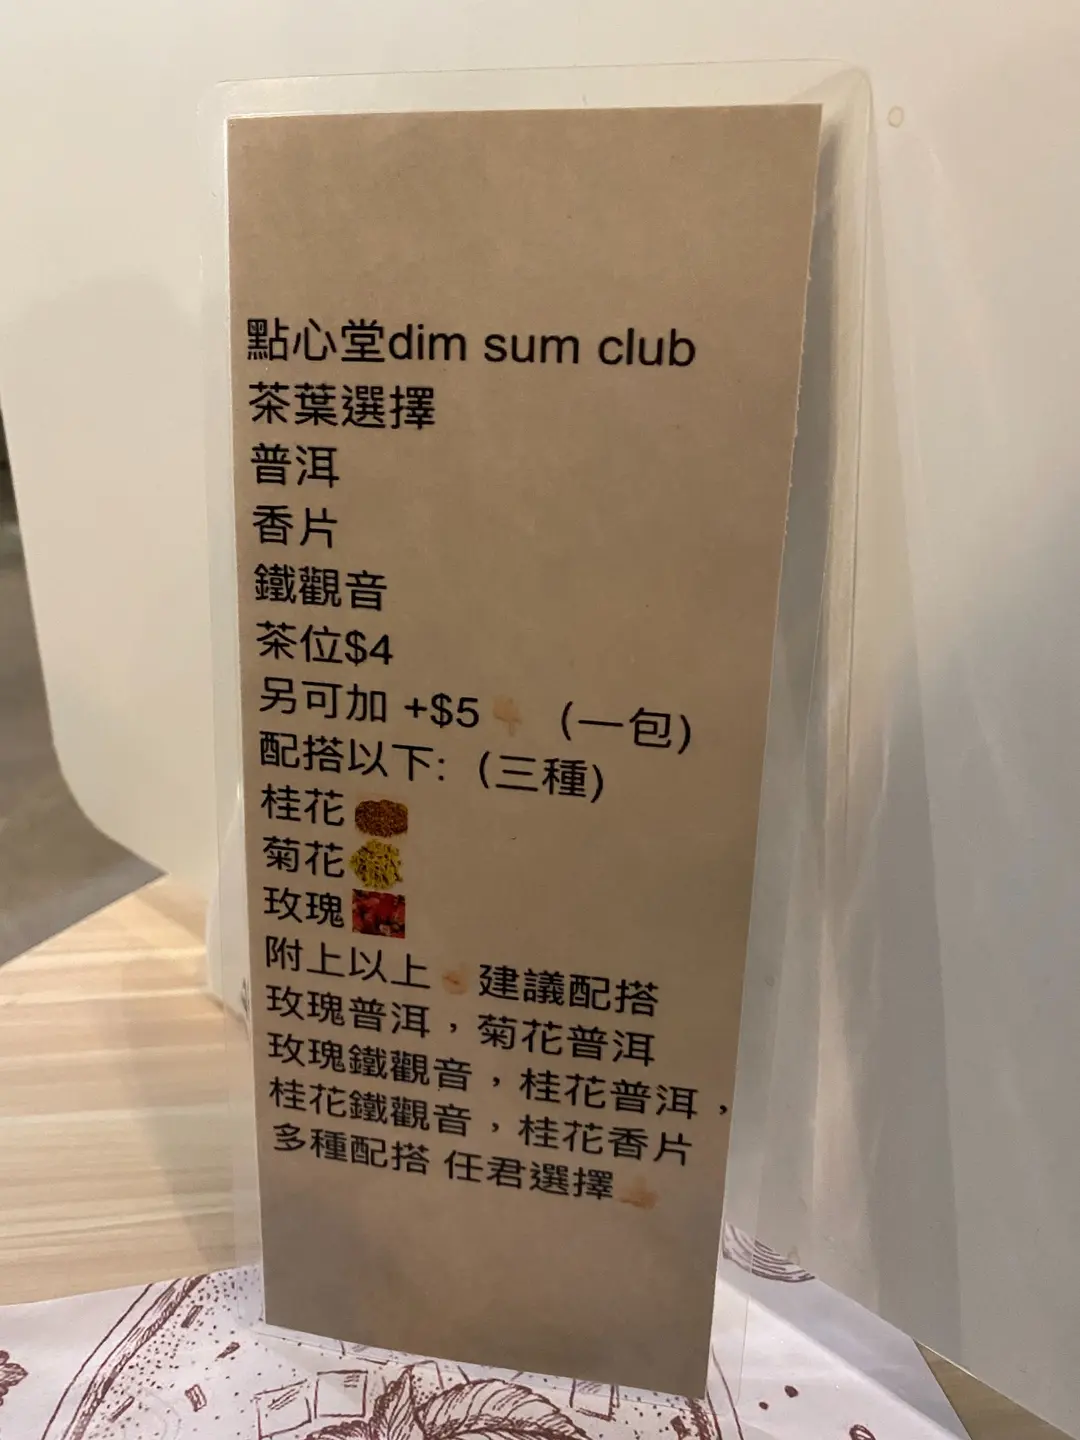 點心堂dim sum club
茶葉選擇
普洱
香片
鐵觀音
茶位$4
另可加 +$5 (一包)
配搭以下: (三種)
桂花
菊花
玫瑰
附上以上 建議配搭
玫瑰普洱，菊花普洱
玫瑰鐵觀音，桂花普洱，
桂花鐵觀音，桂花香片
多種配搭 任君選擇